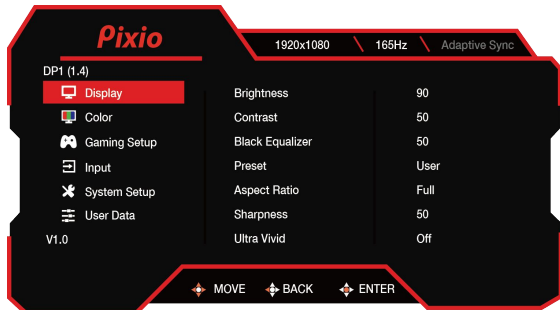 Pixio
1920x1080 \ 165Hz \ Adaptive Sync
DP1 (1.4)
Display Brightness 90
Color Contrast 50
Gaming Setup Black Equalizer 50
Input Preset User
System Setup Aspect Ratio Full
User Data Sharpness 50
V1.0 Ultra Vivid Off
MOVE BACK ENTER